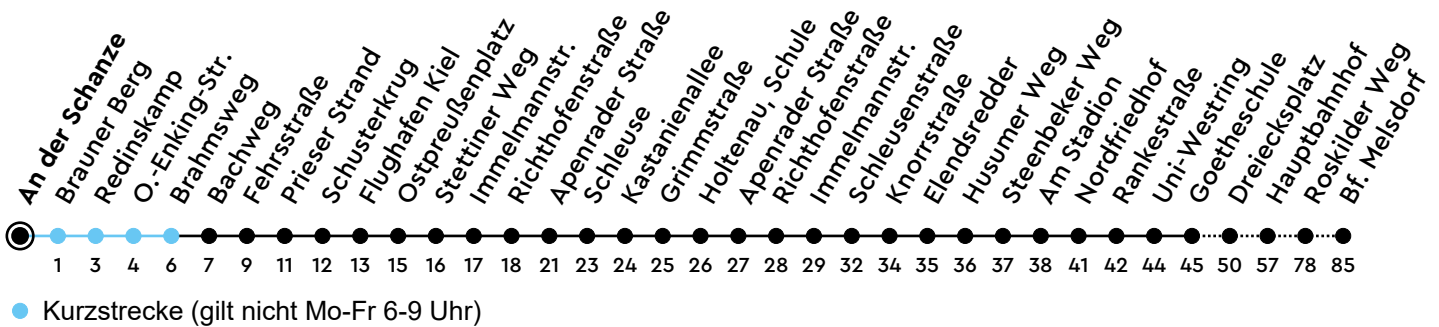 An der Schanze
Brauner Berg
Redinskamp
O.-Enking-Str.
Brahmsweg
Bachweg
Fehrsstraße
Prieser Strand
Schusterkrug
Flughafen Kiel
Ostpreußenplatz
Stettiner Weg
Immelmannstr.
Richthofenstraße
Apenrader Straße
Schleuse
Kastanienallee
Grimmstraße
Holtenau, Schule
Apenrader Straße
Richthofenstraße
Immelmannstr.
Schleusenstraße
Knorrstraße
Elendsredder
Husumer Weg
Steenbeker Weg
Am Stadion
Nordfriedhof
Rankestraße
Uni-Westring
Goetheschule
Dreiecksplatz
Hauptbahnhof
Roskilder Weg
Bf. Melsdorf
1 3 4 6 7 9 11 12 13 15 16 17 18 21 23 24 25 26 27 28 29 32 34 35 36 37 38 41 42 44 45 50 57 78 85
Kurzstrecke (gilt nicht Mo-Fr 6-9 Uhr)